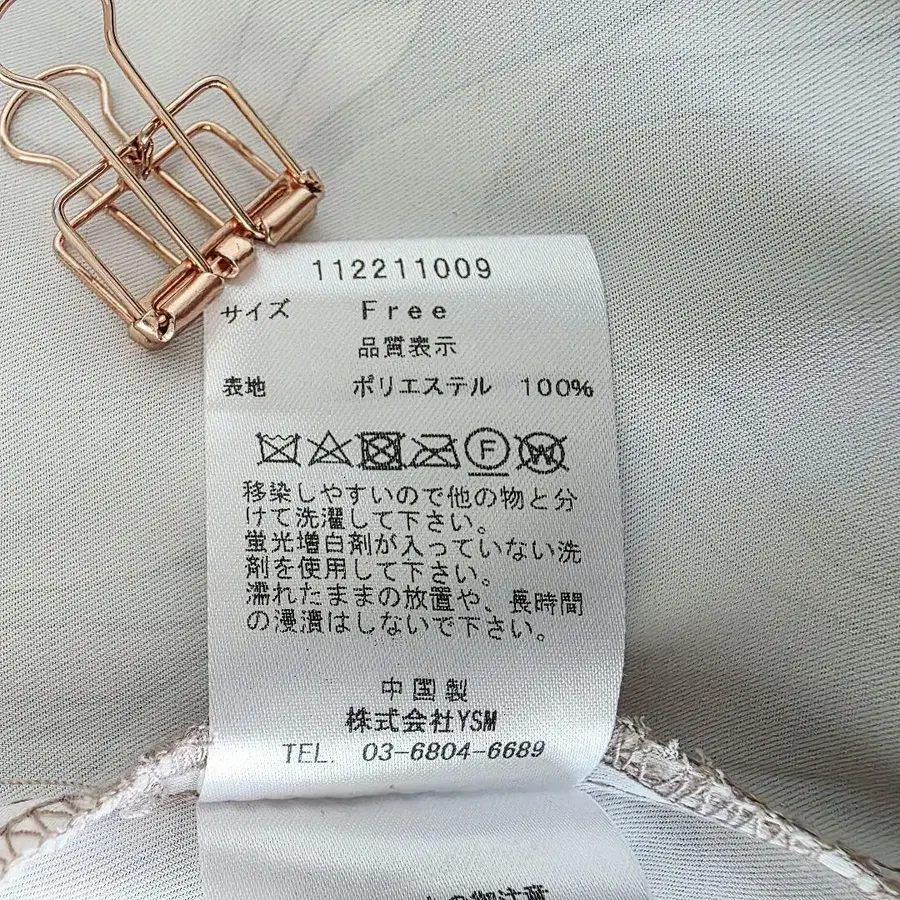 112211009
サイズ Free
品質表示
表地 ポリエステル 100%
F W
移染しやすいので他の物と分
けて洗濯して下さい。
蛍光増白剤が入っていない洗
剤を使用して下さい。
濡れたままの放置や、長時間
の浸漬はしないで下さい。
中国製
株式会社YSM
TEL. 03-6804-6689